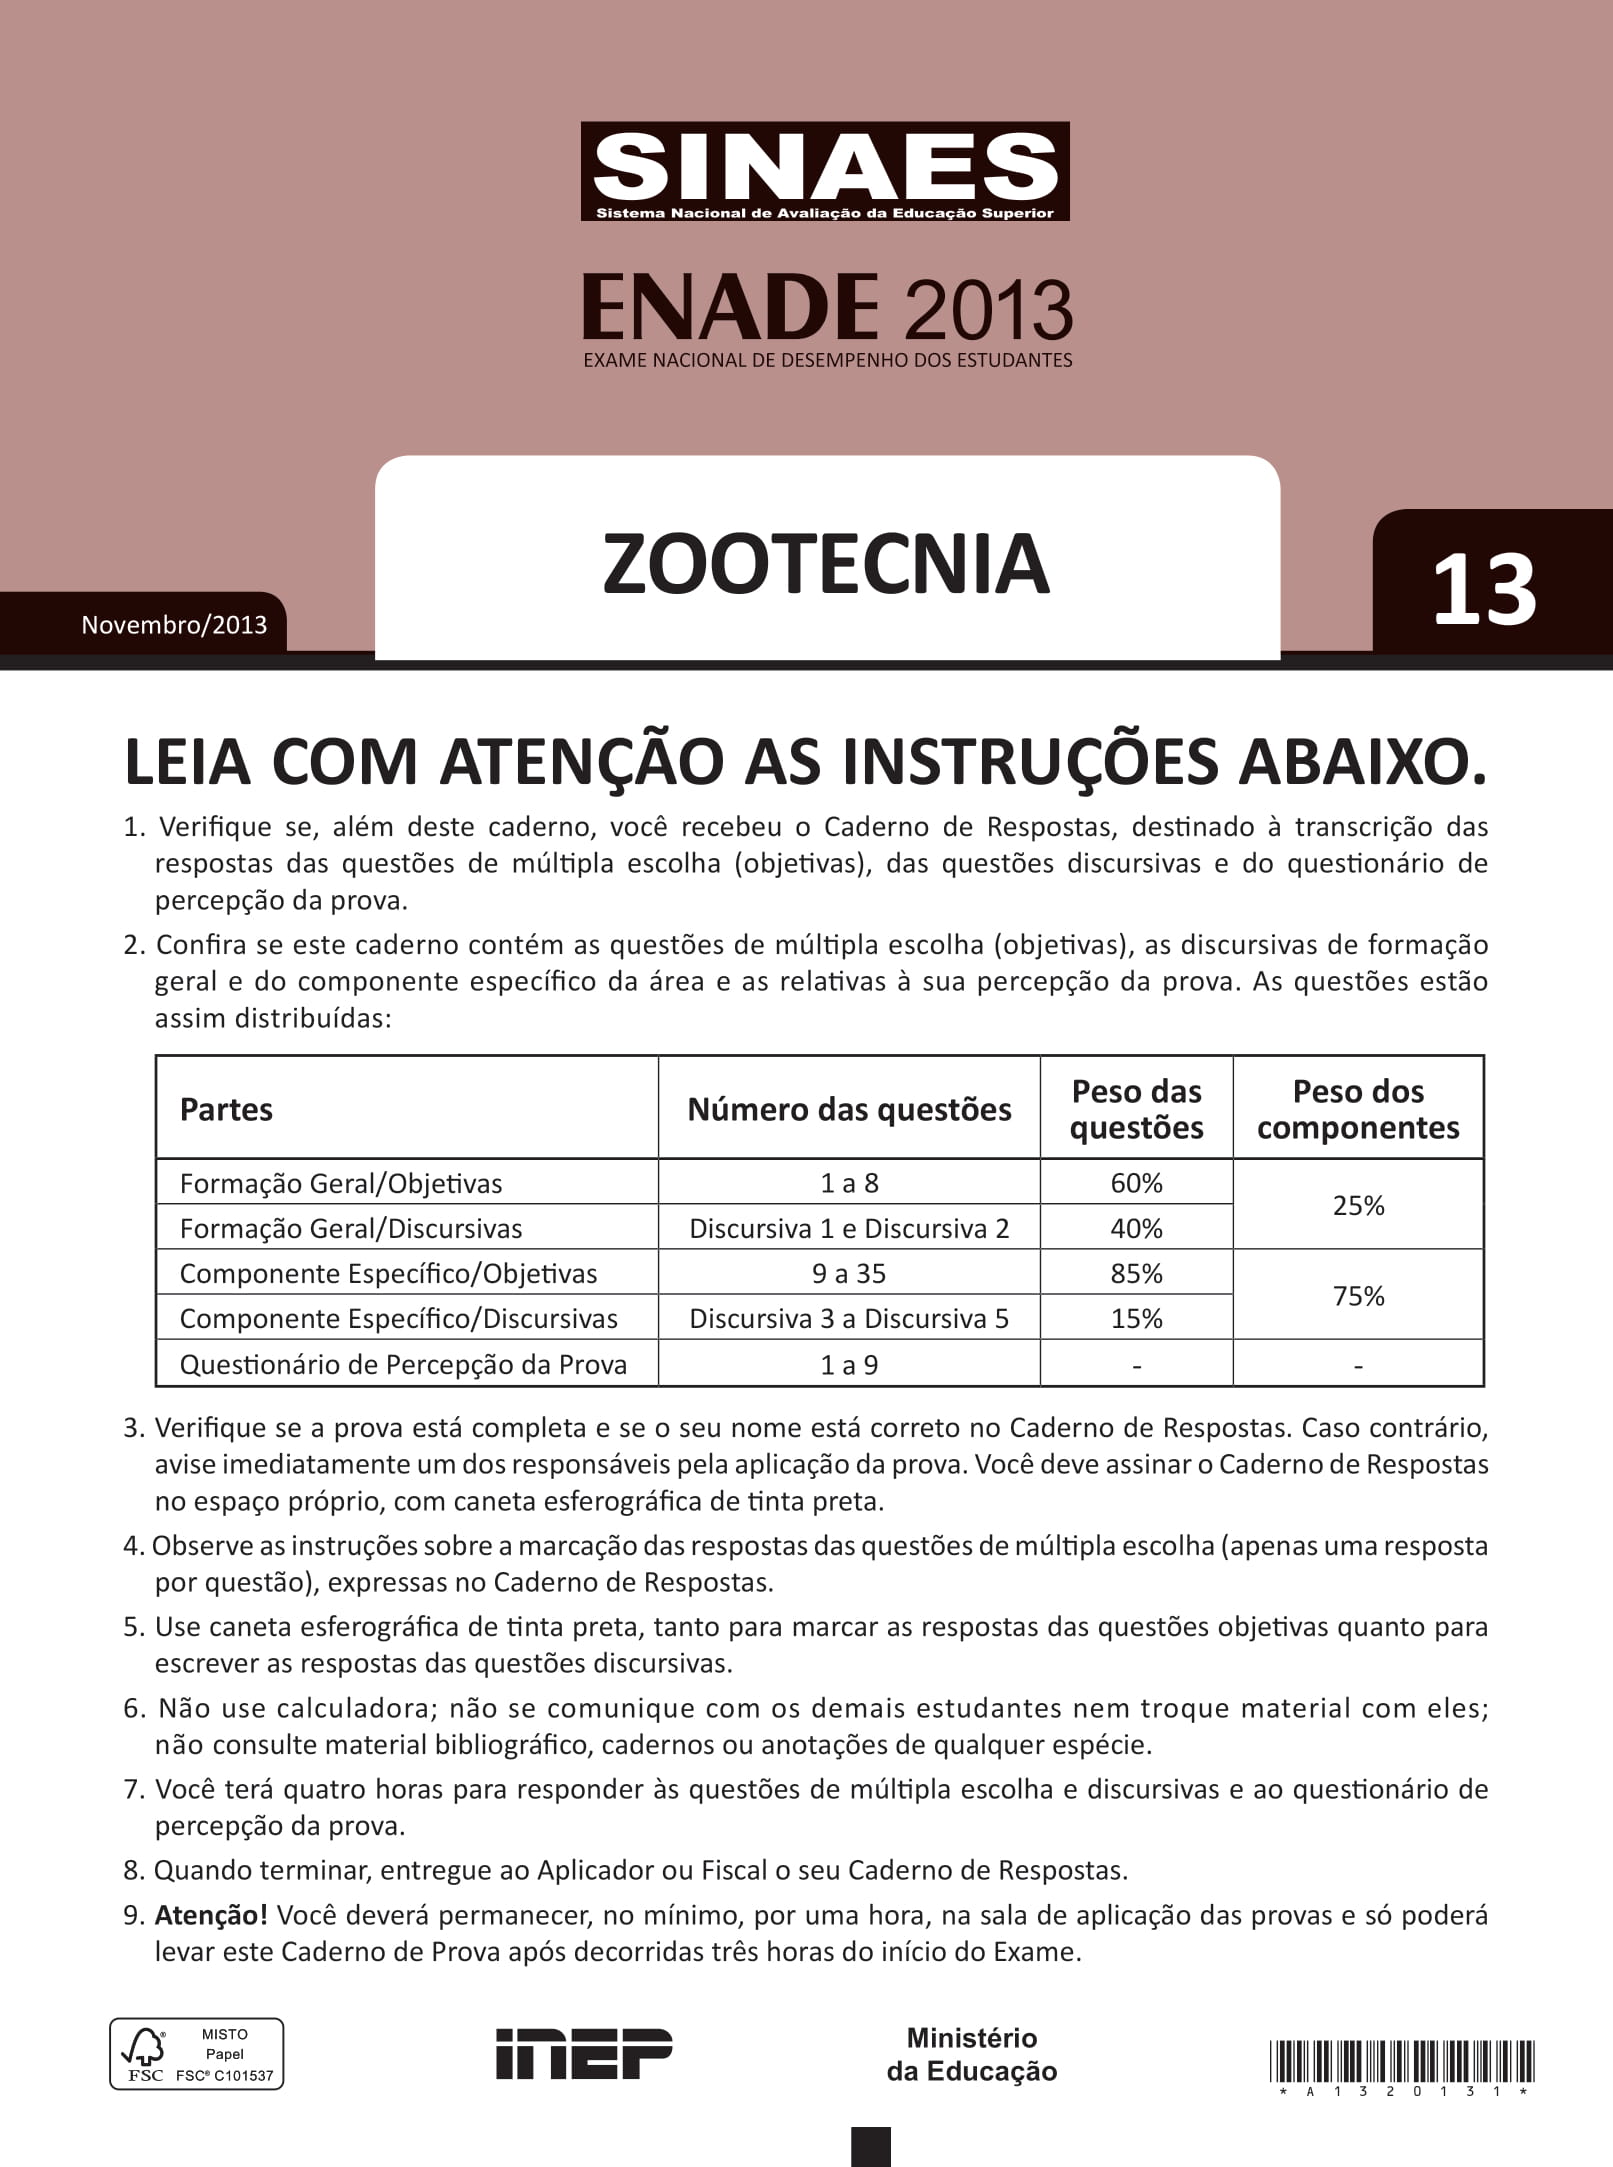 SINAES
Sistema Nacional de Avaliação da Educação Superior
ENADE 2013
EXAME NACIONAL DE DESEMPENHO DOS ESTUDANTES
ZOOTECNIA
13
Novembro/2013
LEIA COM ATENÇÃO AS INSTRUÇÕES ABAIXO.
1. Verifique se, além deste caderno, você recebeu o Caderno de Respostas, destinado à transcrição das
respostas das questões de múltipla escolha (objetivas), das questões discursivas e do questionário de
percepção da prova.
2. Confira se este caderno contém as questões de múltipla escolha (objetivas), as discursivas de formação
geral e do componente específico da área e as relativas à sua percepção da prova. As questões estão
assim distribuídas:
Partes Número das questões Peso das questões Peso dos componentes
Formação Geral/Objetivas 1 a 8 60% 25%
Formação Geral/Discursivas Discursiva 1 e Discursiva 2 40%
Componente Específico/Objetivas 9 a 35 85% 75%
Componente Específico/Discursivas Discursiva 3 a Discursiva 5 15%
Questionário de Percepção da Prova 1 a 9 - -
3. Verifique se a prova está completa e se o seu nome está correto no Caderno de Respostas. Caso contrário,
avise imediatamente um dos responsáveis pela aplicação da prova. Você deve assinar o Caderno de Respostas
no espaço próprio, com caneta esferográfica de tinta preta.
4. Observe as instruções sobre a marcação das respostas das questões de múltipla escolha (apenas uma resposta
por questão), expressas no Caderno de Respostas.
5. Use caneta esferográfica de tinta preta, tanto para marcar as respostas das questões objetivas quanto para
escrever as respostas das questões discursivas.
6. Não use calculadora; não se comunique com os demais estudantes nem troque material com eles;
não consulte material bibliográfico, cadernos ou anotações de qualquer espécie.
7. Você terá quatro horas para responder às questões de múltipla escolha e discursivas e ao questionário de
percepção da prova.
8. Quando terminar, entregue ao Aplicador ou Fiscal o seu Caderno de Respostas.
9. Atenção! Você deverá permanecer, no mínimo, por uma hora, na sala de aplicação das provas e só poderá
levar este Caderno de Prova após decorridas três horas do início do Exame.
®
FSC
MISTO
Papel
FSC® C101537
INEP
Ministério
da Educação
* A 1 3 2 0 1 3 1 *